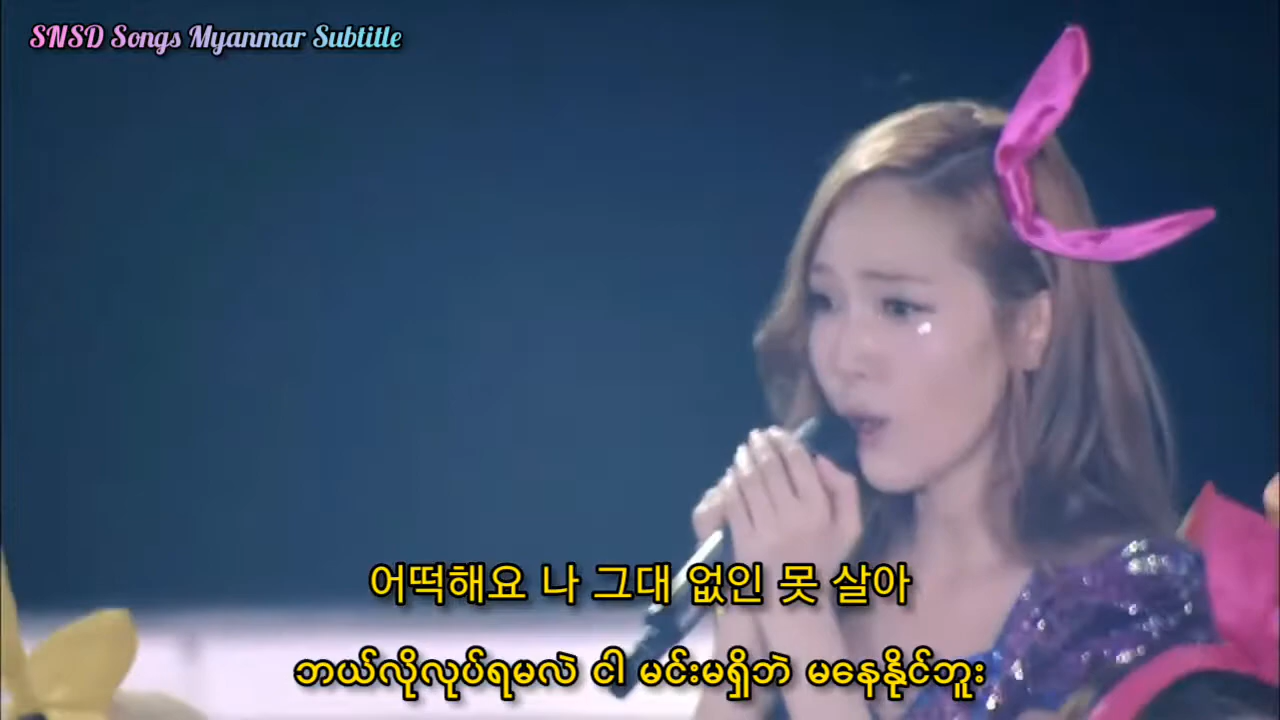 SNSD Songs Myanmar Subtitle
어떡해요 나 그대 없인 못 살아
ဘယ်လိုလုပ်ရမလဲ ငါ မင်းမရှိဘဲ မနေနိုင်ဘူး